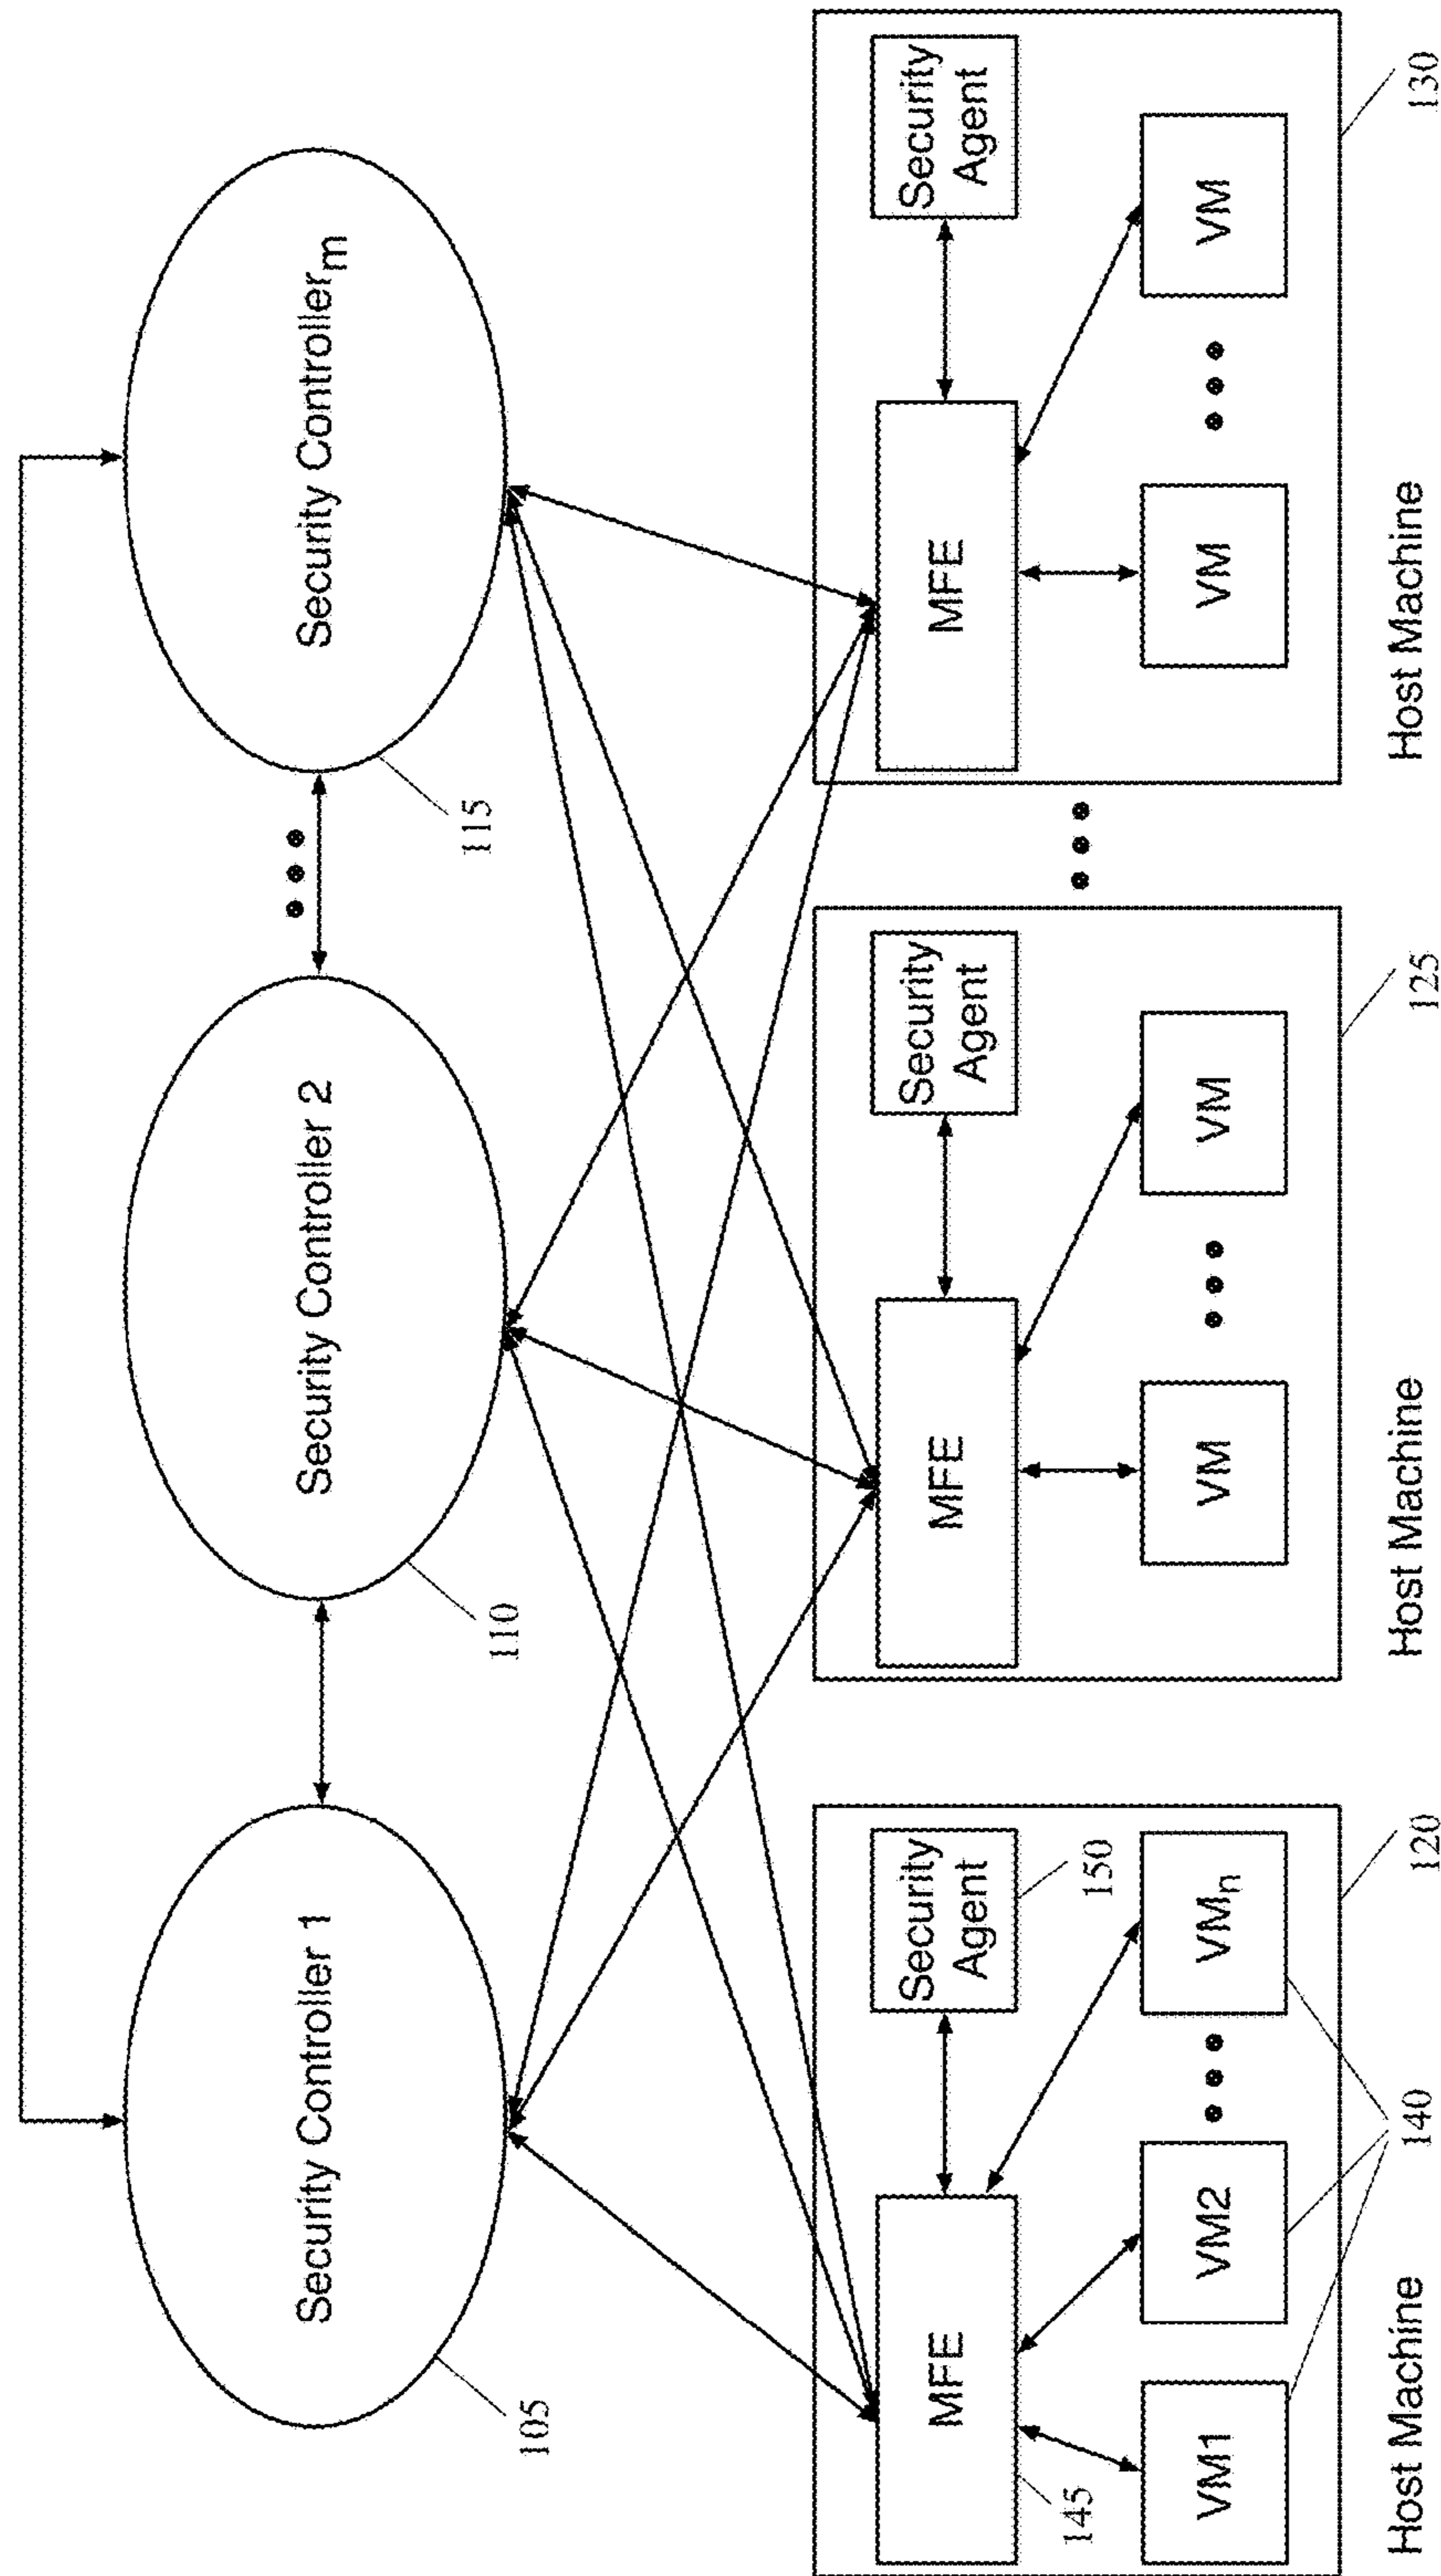 Security Controller 1
Security Controller 2
Security Controllerm
105
110
115
MFE
Security
Agent
150
145
VM1
VM2
VMn
140
Host Machine
120
MFE
Security
Agent
VM
VM
Host Machine
125
MFE
Security
Agent
VM
VM
Host Machine
130